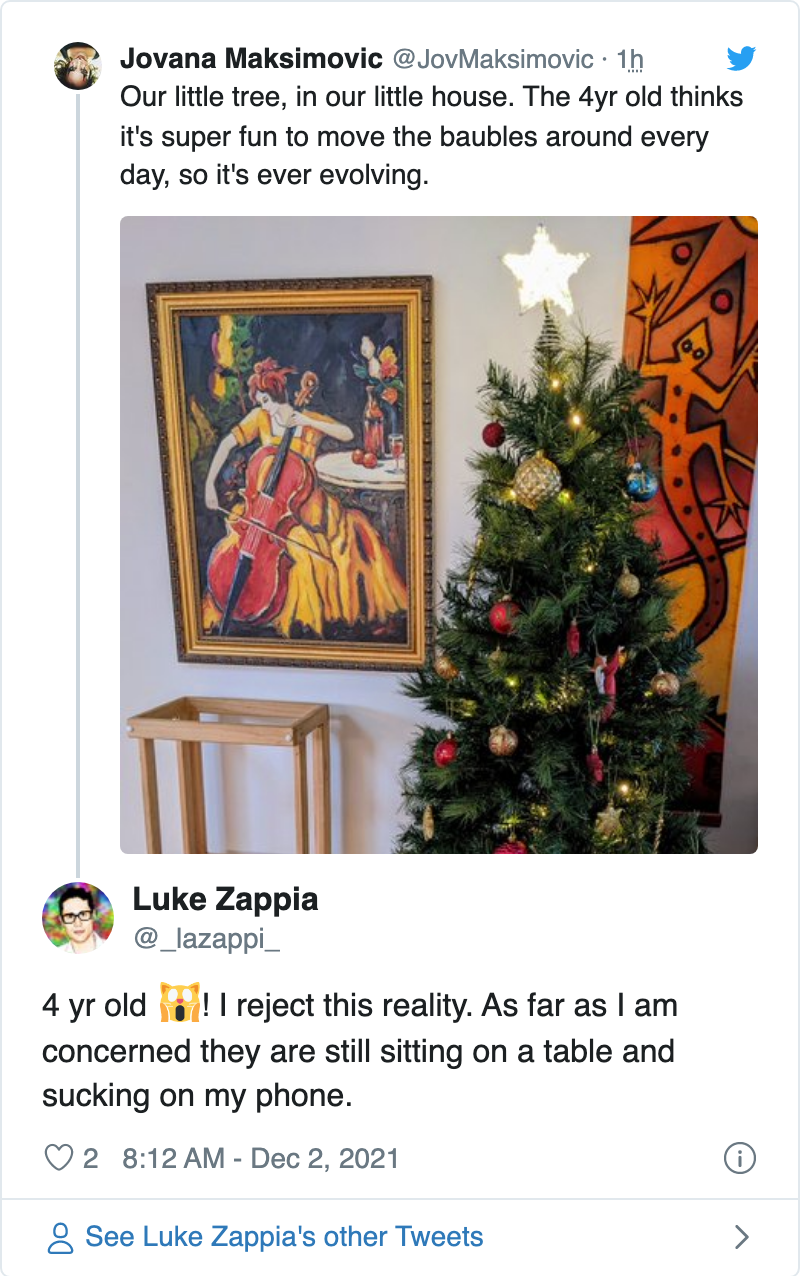 Jovana Maksimovic @JovMaksimovic · 1h
Our little tree, in our little house. The 4yr old thinks
it's super fun to move the baubles around every
day, so it's ever evolving.
Luke Zappia
@_lazappi_
4 yr old 🙀! I reject this reality. As far as I am
concerned they are still sitting on a table and
sucking on my phone.
2 8:12 AM - Dec 2, 2021
See Luke Zappia's other Tweets